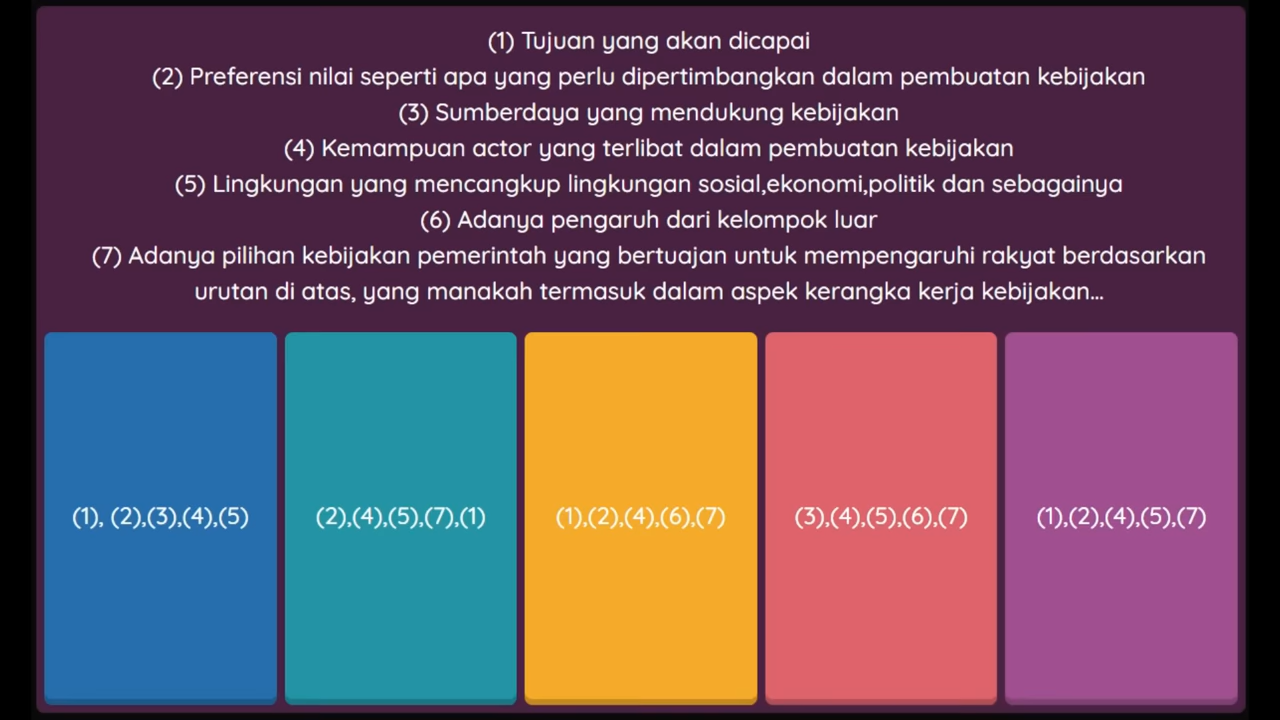 (1) Tujuan yang akan dicapai
(2) Preferensi nilai seperti apa yang perlu dipertimbangkan dalam pembuatan kebijakan
(3) Sumberdaya yang mendukung kebijakan
(4) Kemampuan actor yang terlibat dalam pembuatan kebijakan
(5) Lingkungan yang mencangkup lingkungan sosial,ekonomi,politik dan sebagainya
(6) Adanya pengaruh dari kelompok luar
(7) Adanya pilihan kebijakan pemerintah yang bertuajan untuk mempengaruhi rakyat berdasarkan
urutan di atas, yang manakah termasuk dalam aspek kerangka kerja kebijakan...
(1), (2),(3),(4),(5)
(2),(4),(5),(7),(1)
(1),(2),(4),(6),(7)
(3),(4),(5),(6),(7)
(1),(2),(4),(5),(7)